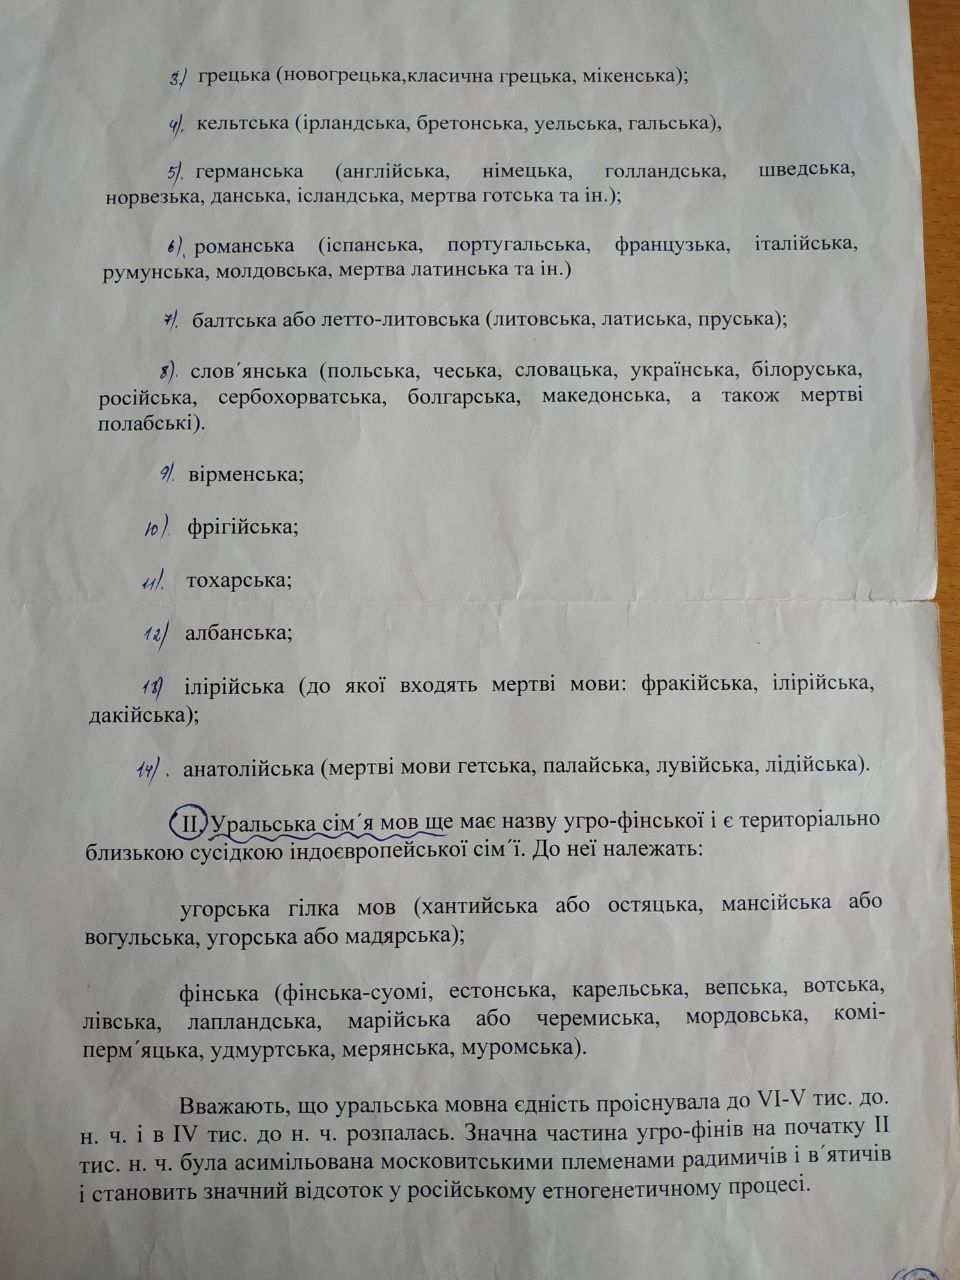 3) грецька (новогрецька,класична грецька, мікенська);
4). кельтська (ірландська, бретонська, уельська, гальська),
5). германська (англійська, німецька, голландська, шведська,
норвезька, данська, ісландська, мертва готська та ін.);
6). романська (іспанська, португальська, французька, італійська,
румунська, молдовська, мертва латинська та ін.)
7). балтська або летто-литовська (литовська, латиська, пруська);
8). слов´янська (польська, чеська, словацька, українська, білоруська,
російська, сербохорватська, болгарська, македонська, а також мертві
полабські).
9). вірменська;
10). фрігійська;
11). тохарська;
12) албанська;
13) ілірійська (до якої входять мертві мови: фракійська, ілірійська,
дакійська);
14). анатолійська (мертві мови гетська, палайська, лувійська, лідійська).
II. Уральська сім´я мов ще має назву угро-фінської і є територіально
близькою сусідкою індоєвропейської сім´ї. До неї належать:
угорська гілка мов (хантийська або остяцька, мансійська або
вогульська, угорська або мадярська);
фінська (фінська-суомі, естонська, карельська, вепська, вотська,
лівська, лапландська, марійська або черемиська, мордовська, комі-
перм´яцька, удмуртська, мерянська, муромська).
Вважають, що уральська мовна єдність проіснувала до VI-V тис. до.
н. ч. і в IV тис. до н. ч. розпалась. Значна частина угро-фінів на початку II
тис. н. ч. була асимільована московитськими племенами радимичів і в´ятичів
і становить значний відсоток у російському етногенетичному процесі.